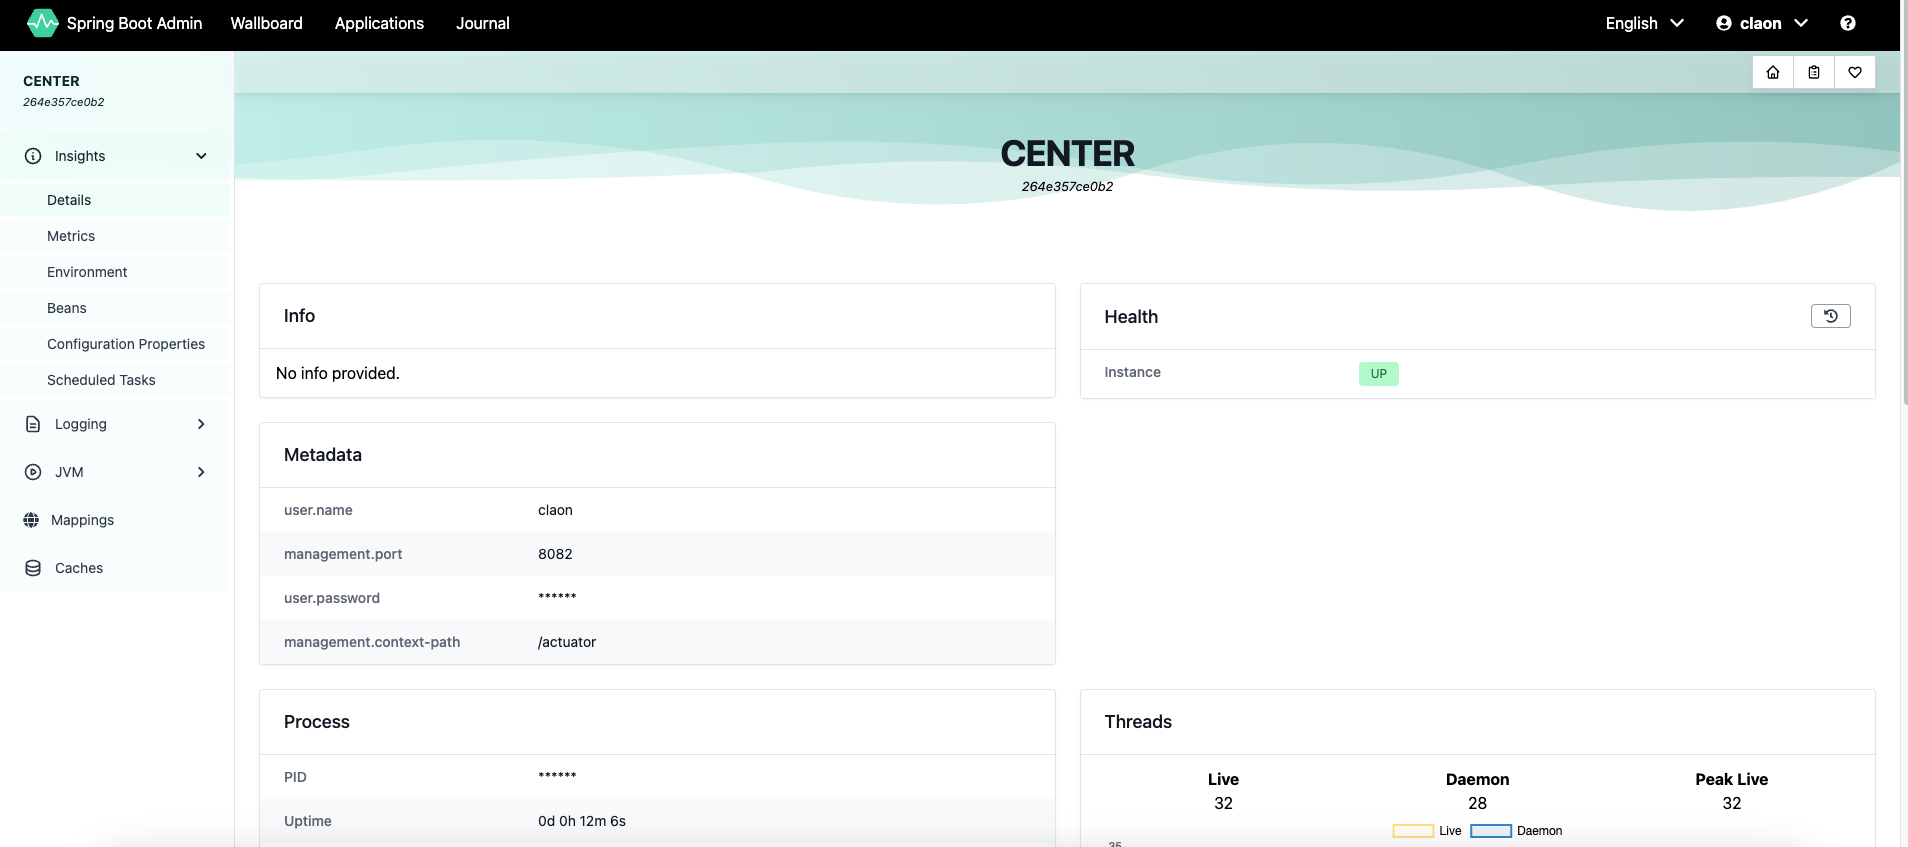 Spring Boot Admin Wallboard Applications Journal English claon
CENTER
264e357ce0b2
Insights
Details
Metrics
Environment
Beans
Configuration Properties
Scheduled Tasks
Logging
JVM
Mappings
Caches
CENTER
264e357ce0b2
Info
No info provided.
Health
Instance UP
Metadata
user.name claon
management.port 8082
user.password ******
management.context-path /actuator
Process
PID ******
Uptime 0d 0h 12m 6s
Threads
Live Daemon Peak Live
32 28 32
Live Daemon
35